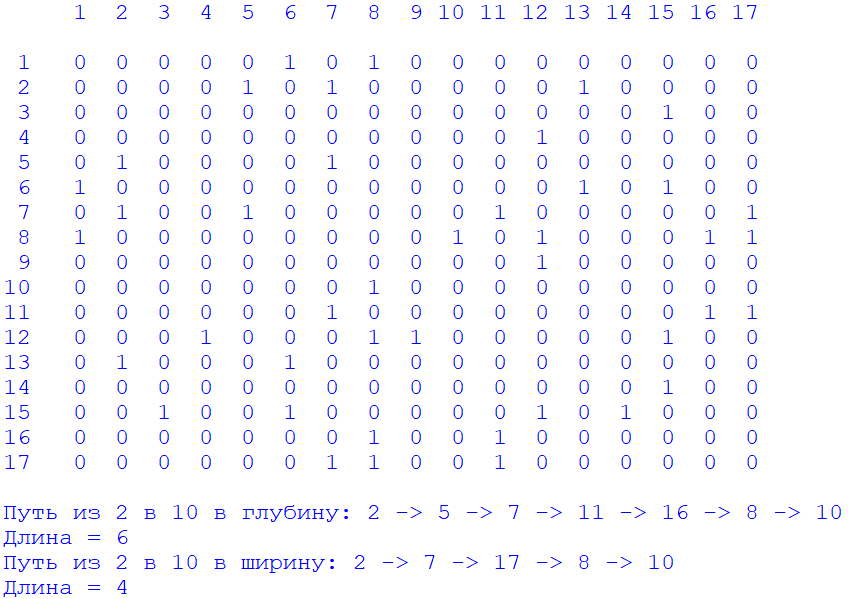 1 2 3 4 5 6 7 8 9 10 11 12 13 14 15 16 17
1 0 0 0 0 0 1 0 1 0 0 0 0 0 0 0 0 0
2 0 0 0 0 1 0 1 0 0 0 0 0 1 0 0 0 0
3 0 0 0 0 0 0 0 0 0 0 0 0 0 0 1 0 0
4 0 0 0 0 0 0 0 0 0 0 0 1 0 0 0 0 0
5 0 1 0 0 0 0 1 0 0 0 0 0 0 0 0 0 0
6 1 0 0 0 0 0 0 0 0 0 0 0 1 0 1 0 0
7 0 1 0 0 1 0 0 0 0 0 1 0 0 0 0 0 1
8 1 0 0 0 0 0 0 0 0 1 0 1 0 0 0 1 1
9 0 0 0 0 0 0 0 0 0 0 0 1 0 0 0 0 0
10 0 0 0 0 0 0 0 1 0 0 0 0 0 0 0 0 0
11 0 0 0 0 0 0 1 0 0 0 0 0 0 0 0 1 1
12 0 0 0 1 0 0 0 1 1 0 0 0 0 0 1 0 0
13 0 1 0 0 0 1 0 0 0 0 0 0 0 0 0 0 0
14 0 0 0 0 0 0 0 0 0 0 0 0 0 0 1 0 0
15 0 0 1 0 0 1 0 0 0 0 0 1 0 1 0 0 0
16 0 0 0 0 0 0 0 1 0 0 1 0 0 0 0 0 0
17 0 0 0 0 0 0 1 1 0 0 1 0 0 0 0 0 0
Путь из 2 в 10 в глубину: 2 -> 5 -> 7 -> 11 -> 16 -> 8 -> 10
Длина = 6
Путь из 2 в 10 в ширину: 2 -> 7 -> 17 -> 8 -> 10
Длина = 4